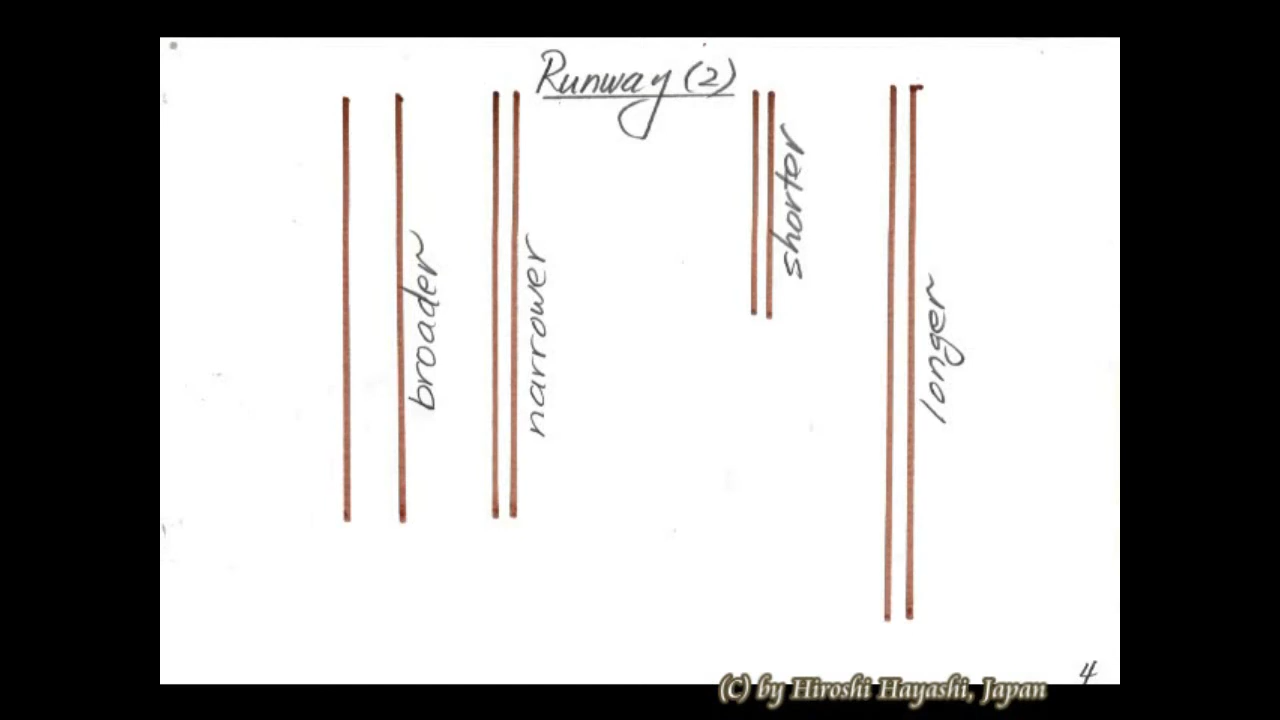 Runway (2)
broader
narrower
shorter
longer
4
(C) by Hiroshi Hayashi, Japan